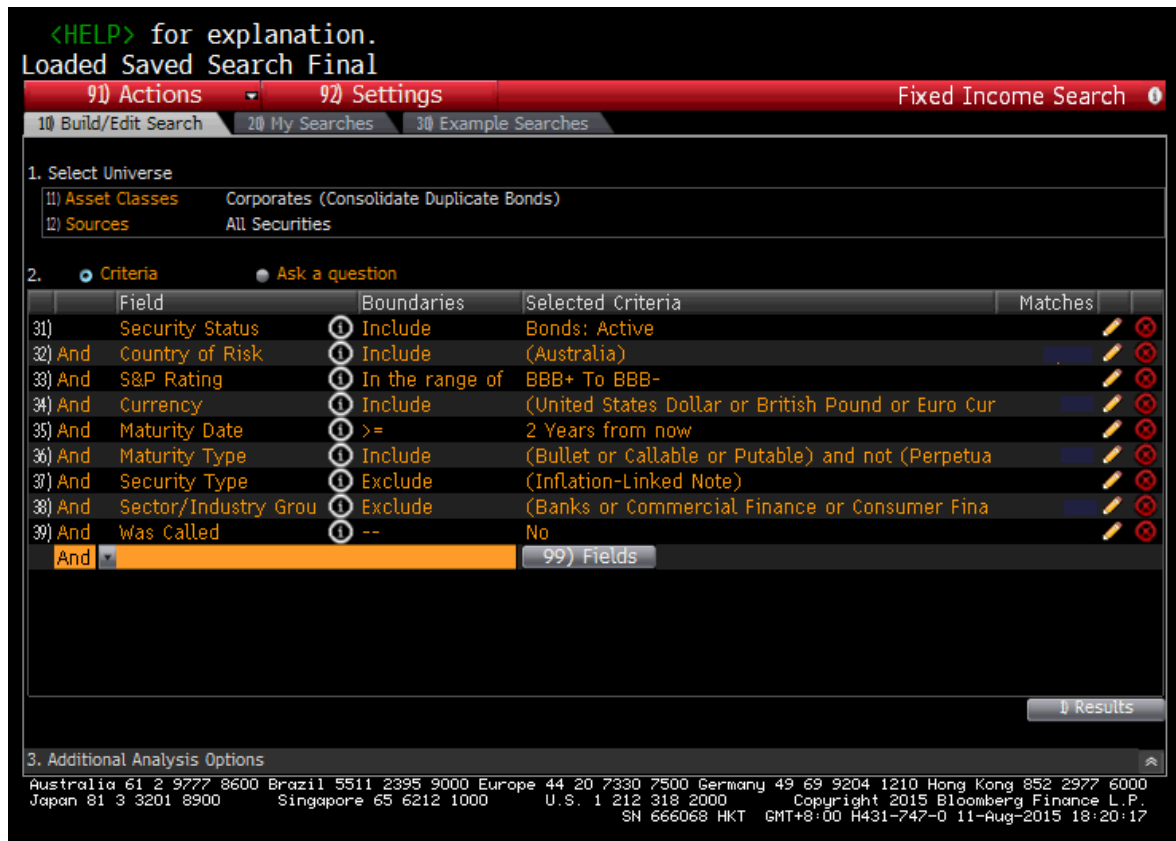 <HELP> for explanation.
Loaded Saved Search Final
91) Actions 92) Settings Fixed Income Search
10) Build/Edit Search 20) My Searches 30) Example Searches
1. Select Universe
11) Asset Classes Corporates (Consolidate Duplicate Bonds)
12) Sources All Securities
2. Criteria Ask a question
Field Boundaries Selected Criteria Matches
31) Security Status Include Bonds: Active
32) And Country of Risk Include (Australia)
33) And S&P Rating In the range of BBB+ To BBB-
34) And Currency Include (United States Dollar or British Pound or Euro Cur
35) And Maturity Date >= 2 Years from now
36) And Maturity Type Include (Bullet or Callable or Putable) and not (Perpetua
37) And Security Type Exclude (Inflation-Linked Note)
38) And Sector/Industry Grou Exclude (Banks or Commercial Finance or Consumer Fina
39) And Was Called -- No
And 99) Fields
1) Results
3. Additional Analysis Options
Australia 61 2 9777 8600 Brazil 5511 2395 9000 Europe 44 20 7330 7500 Germany 49 69 9204 1210 Hong Kong 852 2977 6000
Japan 81 3 3201 8900 Singapore 65 6212 1000 U.S. 1 212 318 2000 Copyright 2015 Bloomberg Finance L.P.
SN 666068 HKT GMT+8:00 H431-747-0 11-Aug-2015 18:20:17